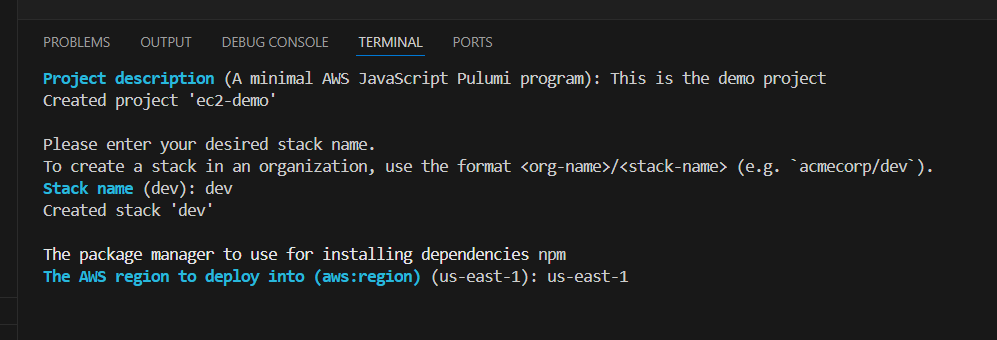 PROBLEMS OUTPUT DEBUG CONSOLE TERMINAL PORTS
Project description (A minimal AWS JavaScript Pulumi program): This is the demo project
Created project 'ec2-demo'
Please enter your desired stack name.
To create a stack in an organization, use the format <org-name>/<stack-name> (e.g. `acmecorp/dev`).
Stack name (dev): dev
Created stack 'dev'
The package manager to use for installing dependencies npm
The AWS region to deploy into (aws:region) (us-east-1): us-east-1